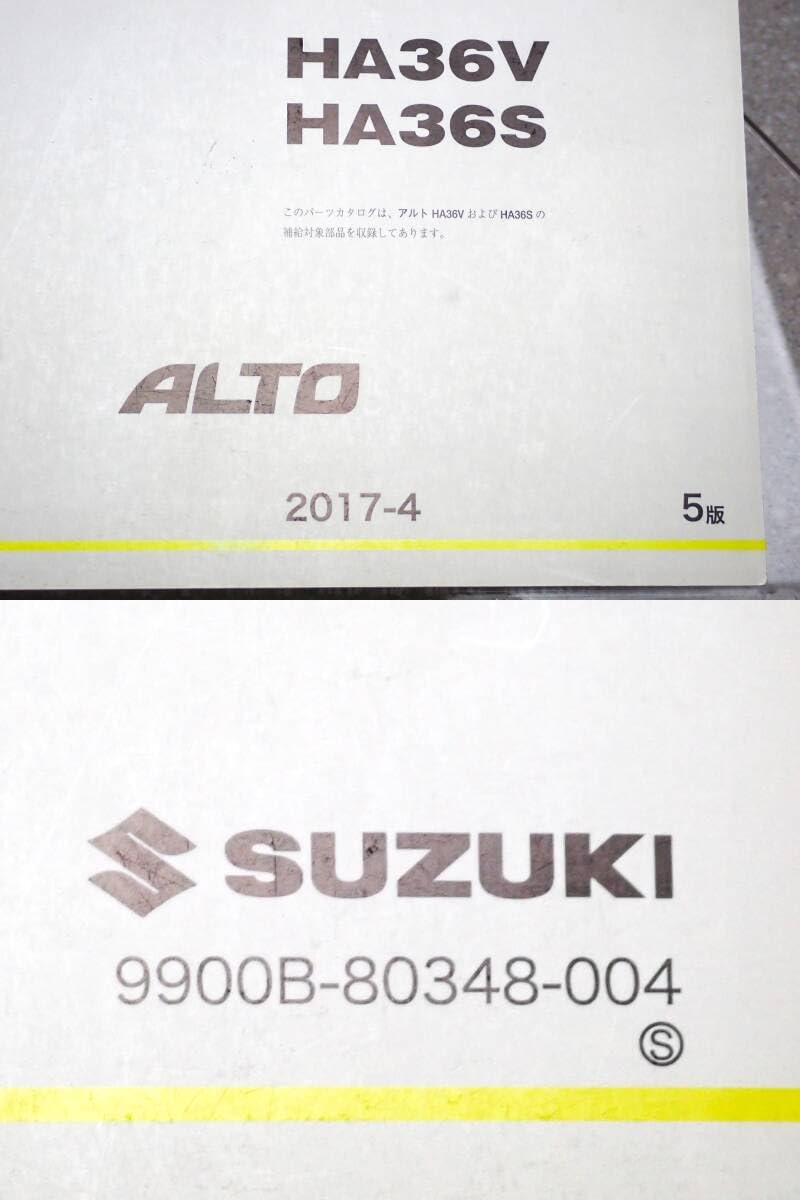 HA36V
HA36S
このパーツカタログは、アルト HA36V および HA36S の
補給対象部品を収録してあります。
ALTO
2017-4 5版
SUZUKI
9900B-80348-004
Ⓢ